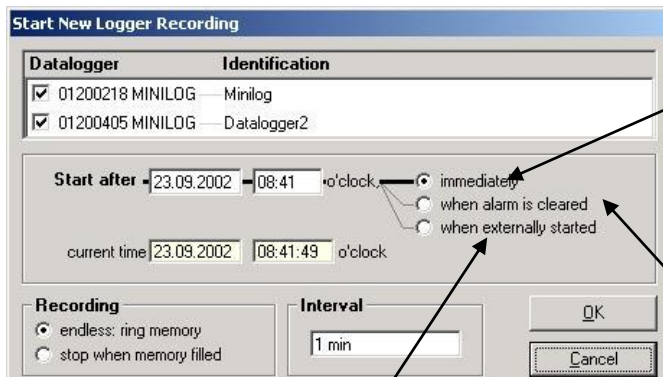 Start New Logger Recording
Datalogger Identification
01200218 MINILOG Minilog
01200405 MINILOG Datalogger2
Start after 23.09.2002 08:41 o'clock, immediately
when alarm is cleared
when externally started
current time 23.09.2002 08:41:49 o'clock
Recording Interval
endless: ring memory
1 min
stop when memory filled
OK
Cancel